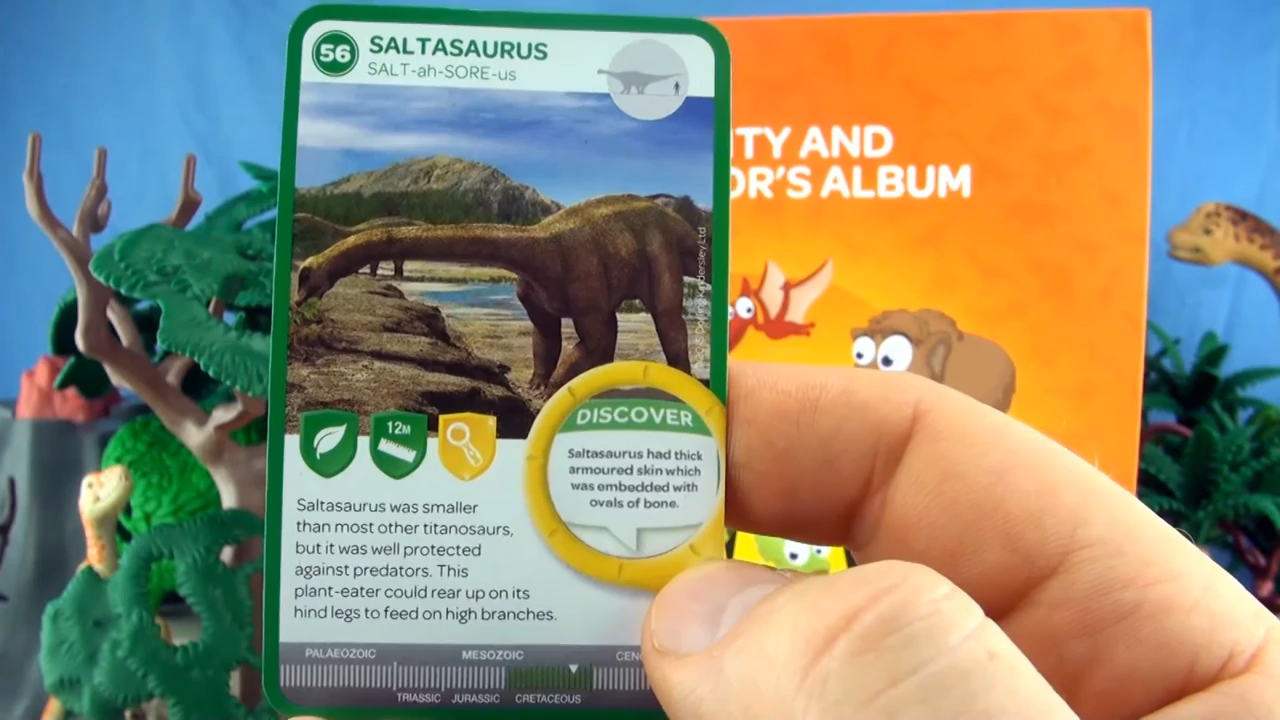 56
SALTASAURUS
SALT-ah-SORE-us
TY AND
OR'S ALBUM
Kindersley Ltd
12M
DISCOVER
Saltasaurus had thick
armoured skin which
was embedded with
ovals of bone.
Saltasaurus was smaller
than most other titanosaurs,
but it was well protected
against predators. This
plant-eater could rear up on its
hind legs to feed on high branches.
PALAEOZOIC MESOZOIC CENO
TRIASSIC JURASSIC CRETACEOUS